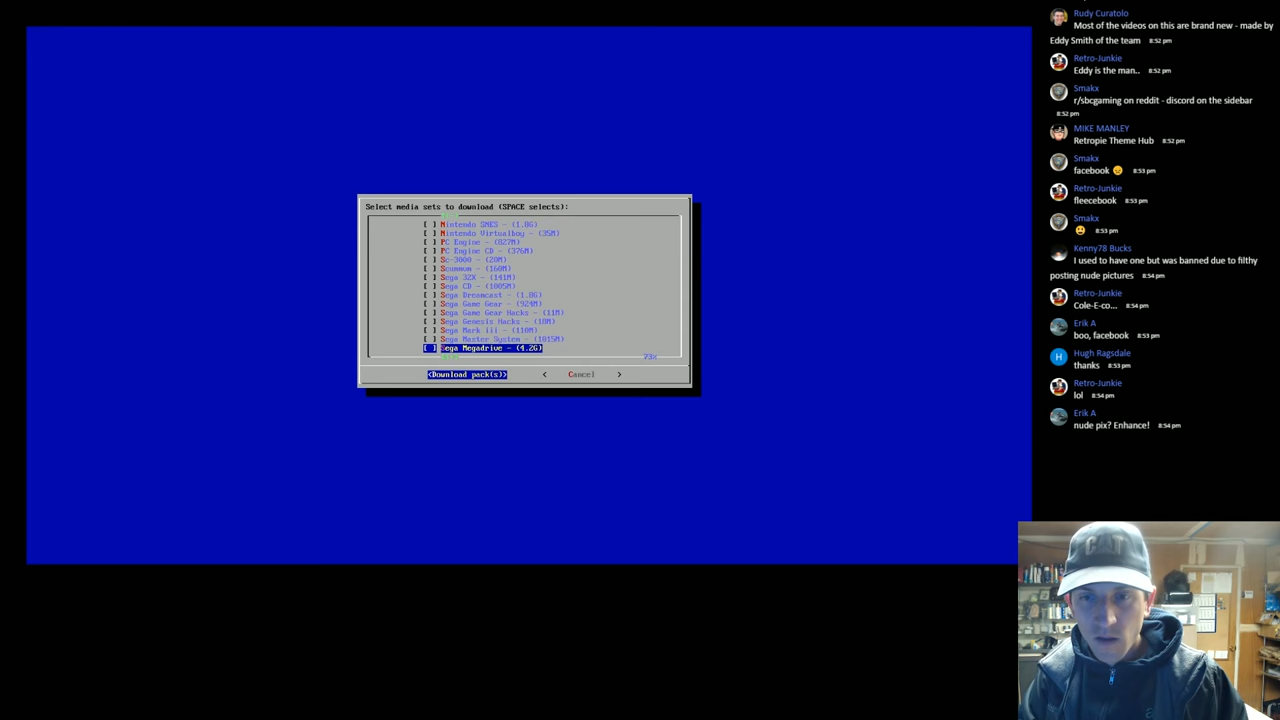 Select media sets to download (SPACE selects):
[ ] Nintendo SNES - (1.8G)
[ ] Nintendo Virtualboy - (35M)
[ ] PC Engine - (827M)
[ ] PC Engine CD - (376M)
[ ] Sc-3000 - (20M)
[ ] Scummvm - (160M)
[ ] Sega 32X - (141M)
[ ] Sega CD - (1005M)
[ ] Sega Dreamcast - (1.8G)
[ ] Sega Game Gear - (924M)
[ ] Sega Game Gear Hacks - (11M)
[ ] Sega Genesis Hacks - (18M)
[ ] Sega Mark iii - (110M)
[ ] Sega Master System - (1015M)
[ ] Sega Megadrive - (4.2G)
73%
<Download pack(s)> < Cancel >
Rudy Curatolo
Most of the videos on this are brand new - made by
Eddy Smith of the team 8:52 pm
Retro-Junkie
Eddy is the man.. 8:52 pm
Smakx
r/sbcgaming on reddit - discord on the sidebar
8:52 pm
MIKE MANLEY
Retropie Theme Hub 8:52 pm
Smakx
facebook 8:53 pm
Retro-Junkie
fleecebook 8:53 pm
Smakx
8:53 pm
Kenny78 Bucks
I used to have one but was banned due to filthy
posting nude pictures 8:54 pm
Retro-Junkie
Cole-E-co... 8:54 pm
Erik A
boo, facebook 8:53 pm
H
Hugh Ragsdale
thanks 8:53 pm
Retro-Junkie
lol 8:54 pm
Erik A
nude pix? Enhance! 8:54 pm